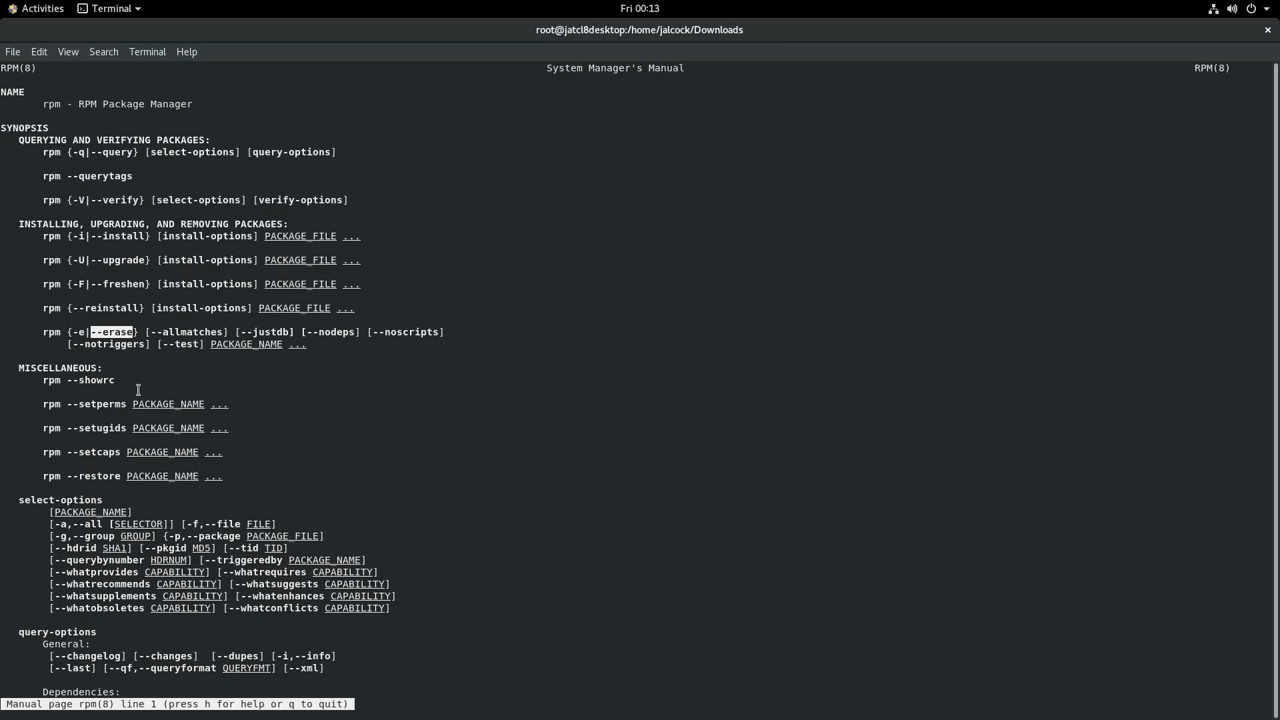 Activities Terminal Fri 00:13
root@jatcl8desktop:/home/jalcock/Downloads ×
File Edit View Search Terminal Help
RPM(8) System Manager's Manual RPM(8)
NAME
rpm - RPM Package Manager
SYNOPSIS
QUERYING AND VERIFYING PACKAGES:
rpm {-q|--query} [select-options] [query-options]
rpm --querytags
rpm {-V|--verify} [select-options] [verify-options]
INSTALLING, UPGRADING, AND REMOVING PACKAGES:
rpm {-i|--install} [install-options] PACKAGE_FILE ...
rpm {-U|--upgrade} [install-options] PACKAGE_FILE ...
rpm {-F|--freshen} [install-options] PACKAGE_FILE ...
rpm {--reinstall} [install-options] PACKAGE_FILE ...
rpm {-e|--erase} [--allmatches] [--justdb] [--nodeps] [--noscripts]
[--notriggers] [--test] PACKAGE_NAME ...
MISCELLANEOUS:
rpm --showrc
rpm --setperms PACKAGE_NAME ...
rpm --setugids PACKAGE_NAME ...
rpm --setcaps PACKAGE_NAME ...
rpm --restore PACKAGE_NAME ...
select-options
[PACKAGE_NAME]
[-a,--all [SELECTOR]] [-f,--file FILE]
[-g,--group GROUP] {-p,--package PACKAGE_FILE]
[--hdrid SHA1] [--pkgid MD5] [--tid TID]
[--querybynumber HDRNUM] [--triggeredby PACKAGE_NAME]
[--whatprovides CAPABILITY] [--whatrequires CAPABILITY]
[--whatrecommends CAPABILITY] [--whatsuggests CAPABILITY]
[--whatsupplements CAPABILITY] [--whatenhances CAPABILITY]
[--whatobsoletes CAPABILITY] [--whatconflicts CAPABILITY]
query-options
General:
[--changelog] [--changes] [--dupes] [-i,--info]
[--last] [--qf,--queryformat QUERYFMT] [--xml]
Dependencies:
Manual page rpm(8) line 1 (press h for help or q to quit)